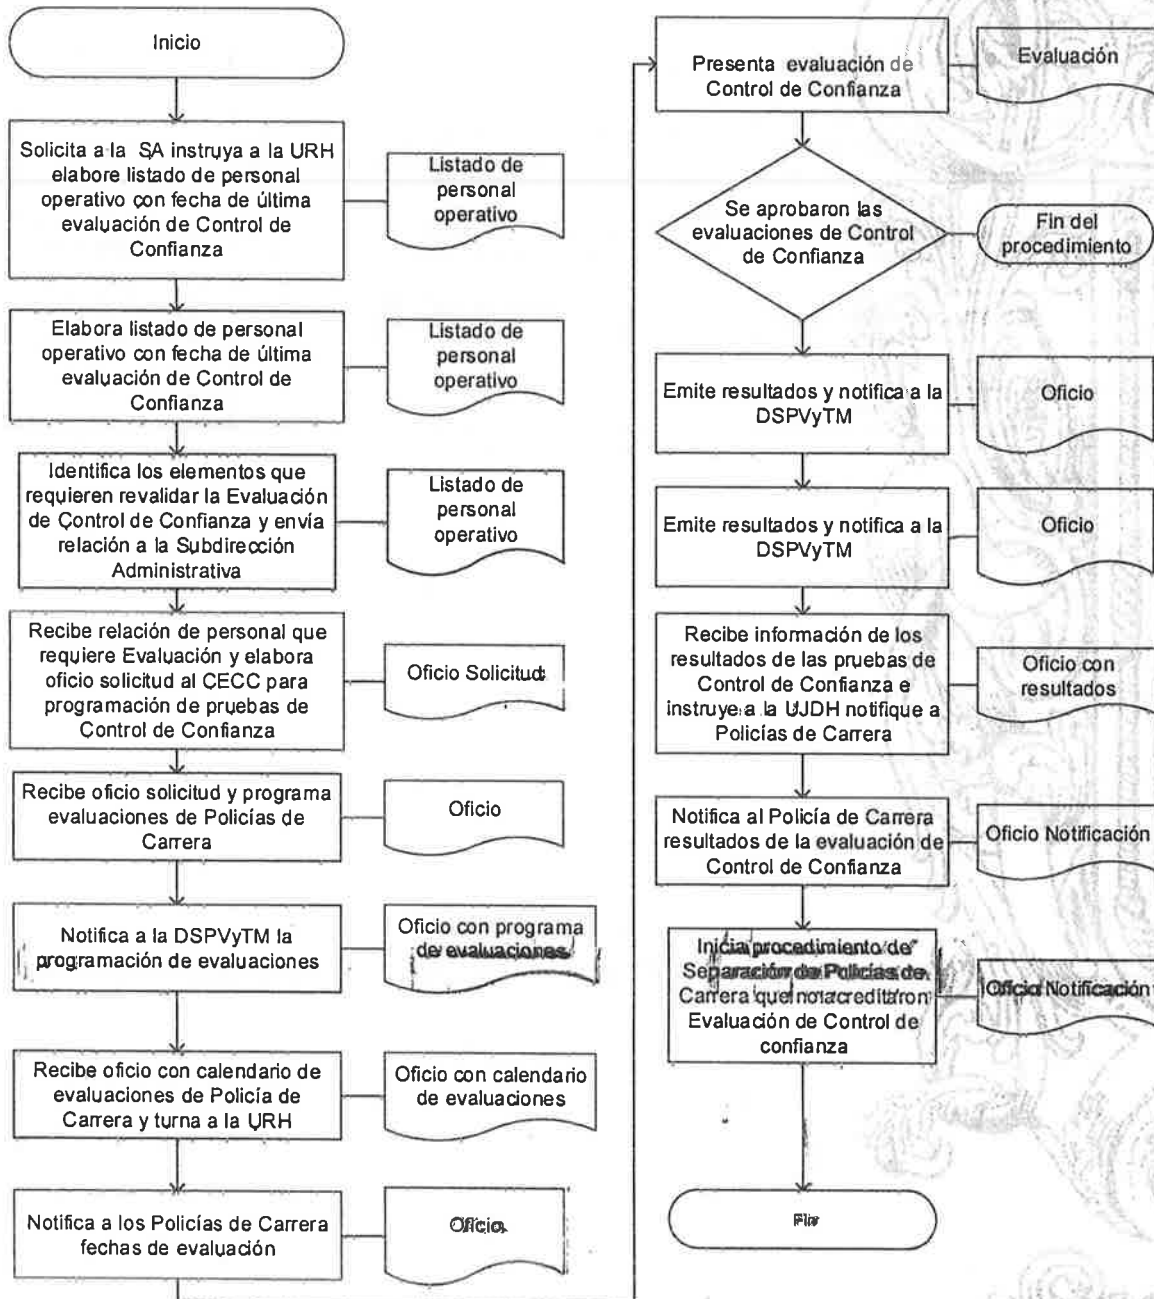 Inicio
Solicita a la SA instruya a la URH
elabore listado de personal
operativo con fecha de última
evaluación de Control de
Confianza
Listado de
personal
operativo
Elabora listado de personal
operativo con fecha de última
evaluación de Control de
Confianza
Listado de
personal
operativo
Identifica los elementos que
requieren revalidar la Evaluación
de Control de Confianza y envía
relación a la Subdirección
Administrativa
Listado de
personal
operativo
Recibe relación de personal que
requiere Evaluación y elabora
oficio solicitud al CECC para
programación de pruebas de
Control de Confianza
Oficio Solicitud
Recibe oficio solicitud y programa
evaluaciones de Policías de
Carrera
Oficio
Notifica a la DSPVyTM la
programación de evaluaciones
Oficio con programa
de evaluaciones
Recibe oficio con calendario de
evaluaciones de Policía de
Carrera y turna a la URH
Oficio con calendario
de evaluaciones
Notifica a los Policías de Carrera
fechas de evaluación
Oficio
Presenta evaluación de
Control de Confianza
Evaluación
Se aprobaron las
evaluaciones de Control
de Confianza
Fin del
procedimiento
Emite resultados y notifica a la
DSPVyTM
Oficio
Emite resultados y notifica a la
DSPVyTM
Oficio
Recibe información de los
resultados de las pruebas de
Control de Confianza e
instruye a la UJDH notifique a
Policías de Carrera
Oficio con
resultados
Notifica al Policía de Carrera
resultados de la evaluación de
Control de Confianza
Oficio Notificación
Inicia procedimiento de
Separación de Policías de
Carrera que no acreditaron
Evaluación de Control de
confianza
Oficio Notificación
Fin